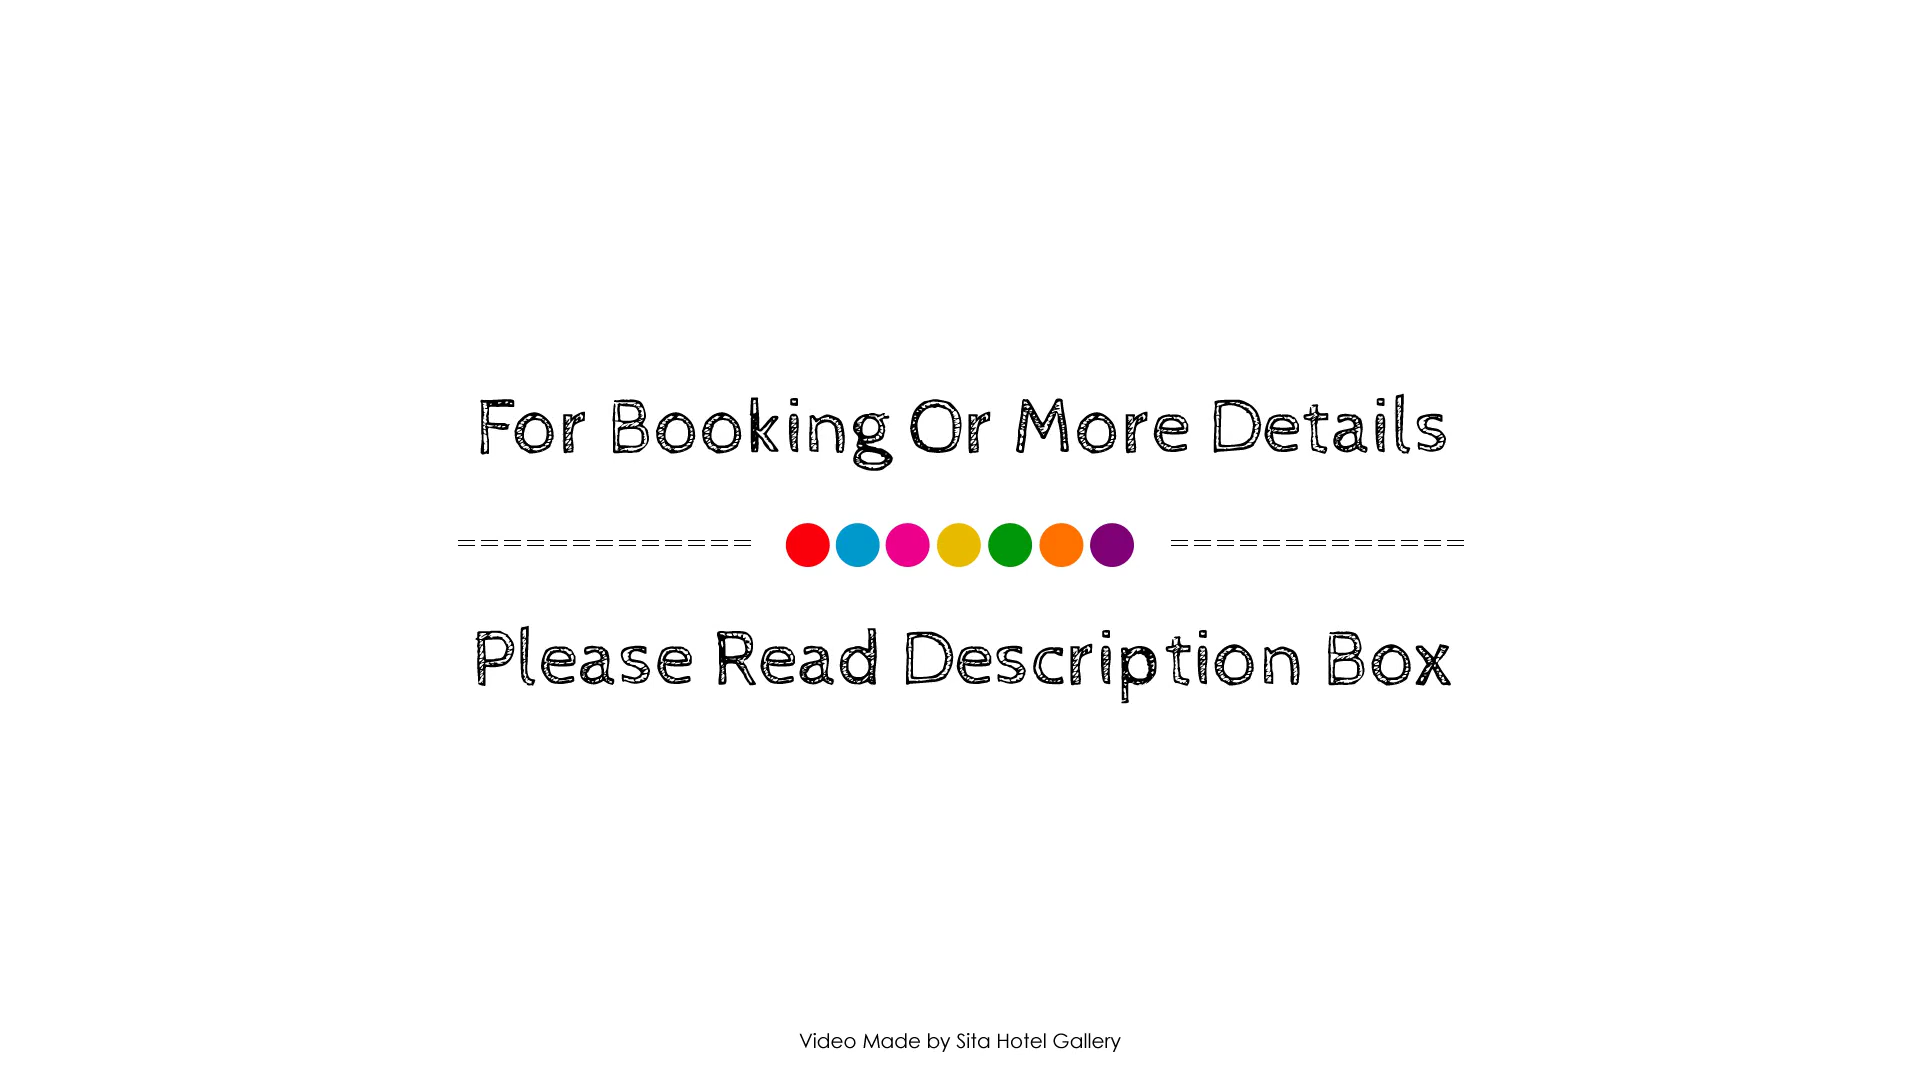 For Booking Or More Details
============= =============
Please Read Description Box
Video Made by Sita Hotel Gallery